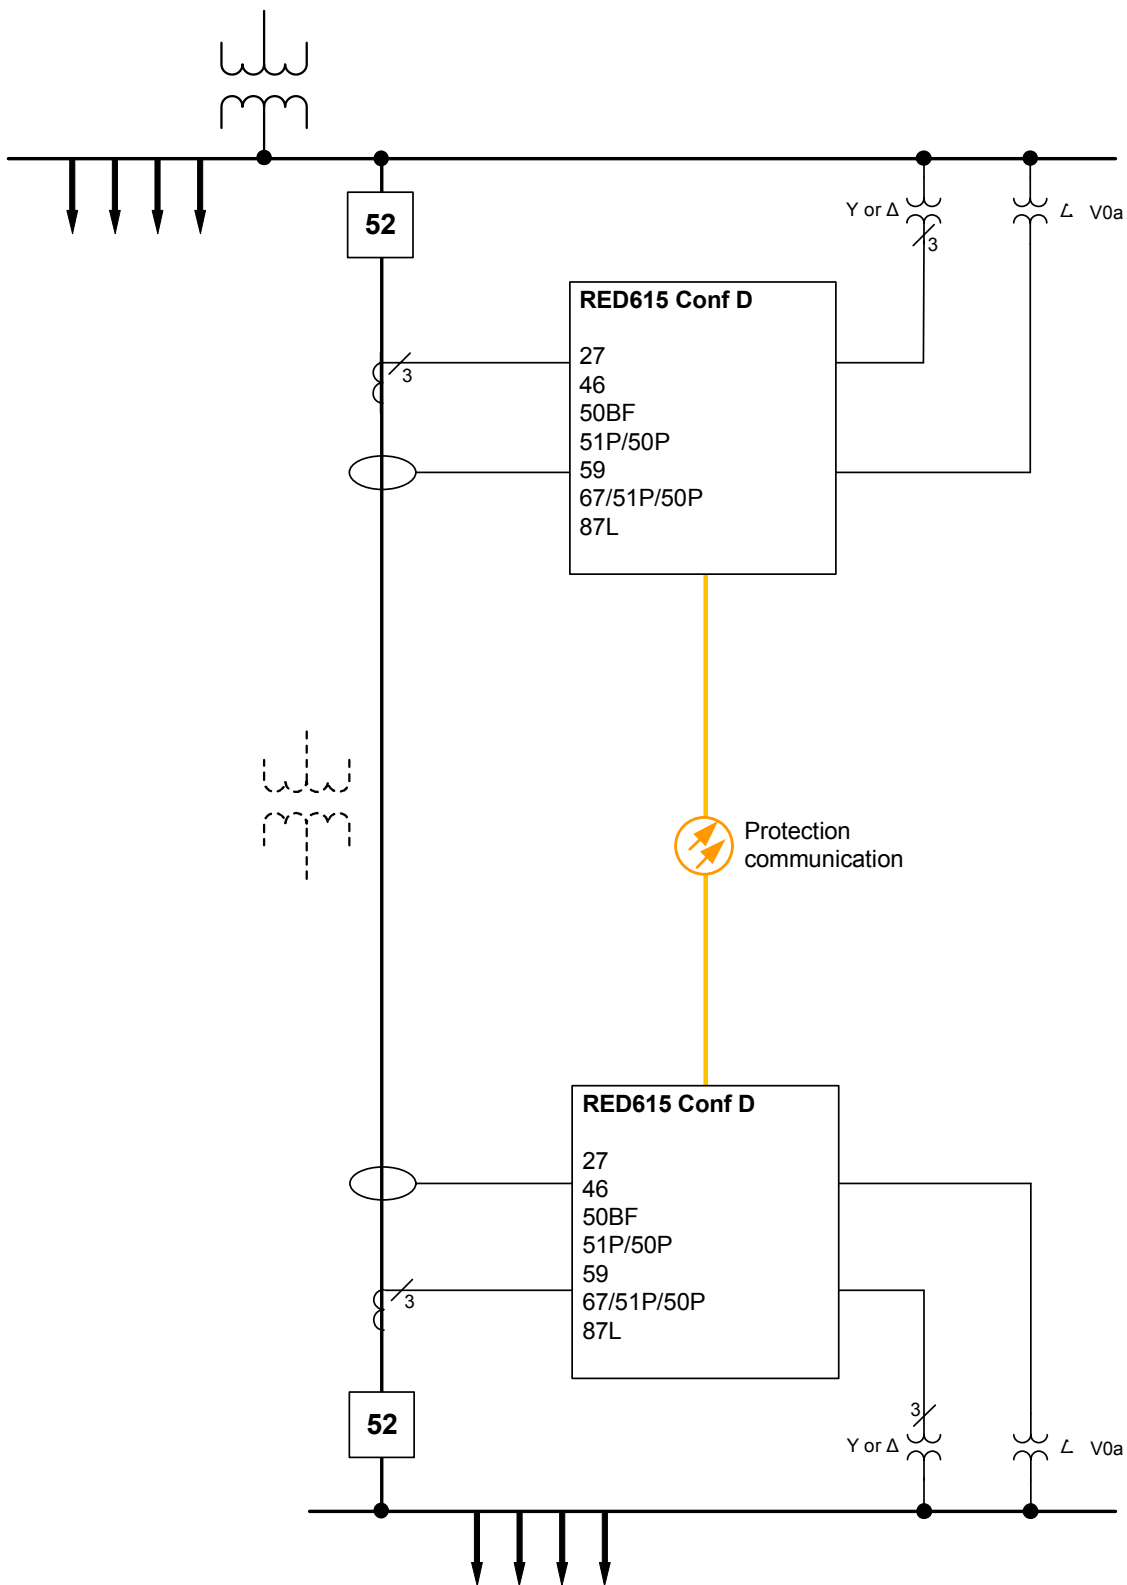 Y or Δ
V0a
52
3
RED615 Conf D
27
46
50BF
51P/50P
59
67/51P/50P
87L
3
Protection
communication
RED615 Conf D
27
46
50BF
51P/50P
59
67/51P/50P
87L
3
52
3
Y or Δ
V0a